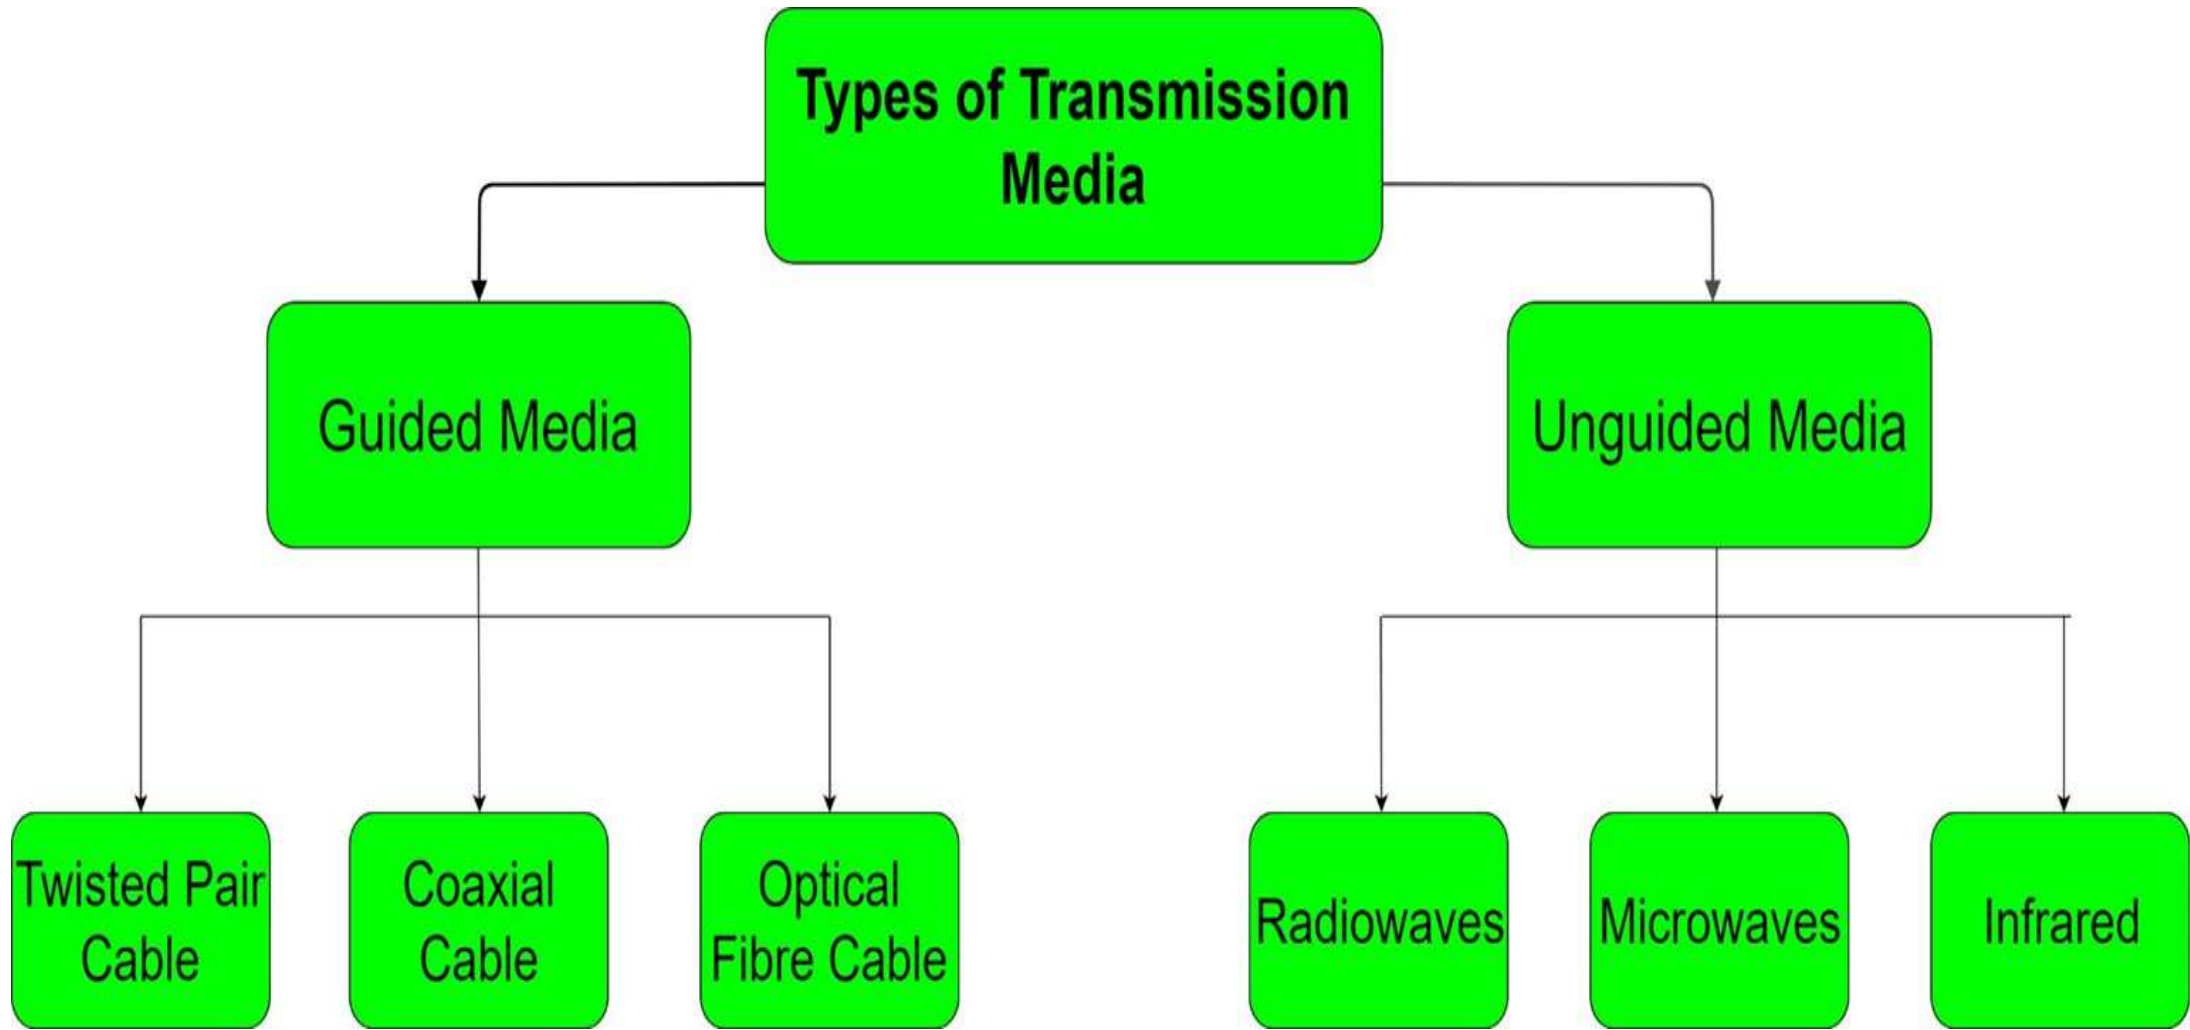 Types of Transmission
Media
Guided Media
Unguided Media
Twisted Pair
Cable
Coaxial
Cable
Optical
Fibre Cable
Radiowaves
Microwaves
Infrared